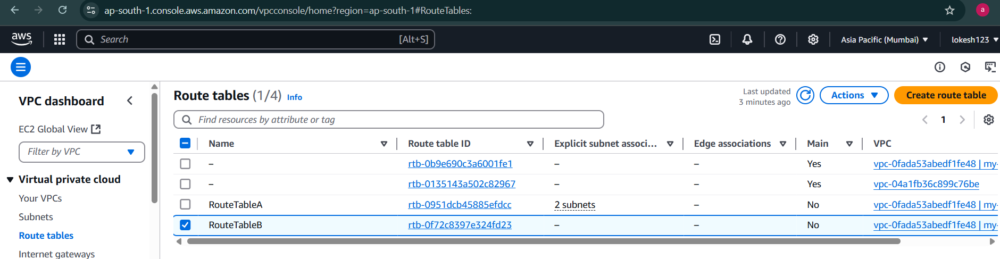 ap-south-1.console.aws.amazon.com/vpcconsole/home?region=ap-south-1#RouteTables:
a
aws
Search
[Alt+S]
Asia Pacific (Mumbai)
lokesh123
VPC dashboard
EC2 Global View
Filter by VPC
Virtual private cloud
Your VPCs
Subnets
Route tables
Internet gateways
Route tables (1/4) Info
Last updated
3 minutes ago
Actions
Create route table
Find resources by attribute or tag
1
Name Route table ID Explicit subnet associ... Edge associations Main VPC
– rtb-0b9e690c3a6001fe1 – – Yes vpc-0fada53abedf1fe48 | my-
– rtb-0135143a502c82967 – – Yes vpc-04a1fb36c899c76be
RouteTableA rtb-0951dcb45885efdcc 2 subnets – No vpc-0fada53abedf1fe48 | my-
RouteTableB rtb-0f72c8397e324fd23 – – No vpc-0fada53abedf1fe48 | my-